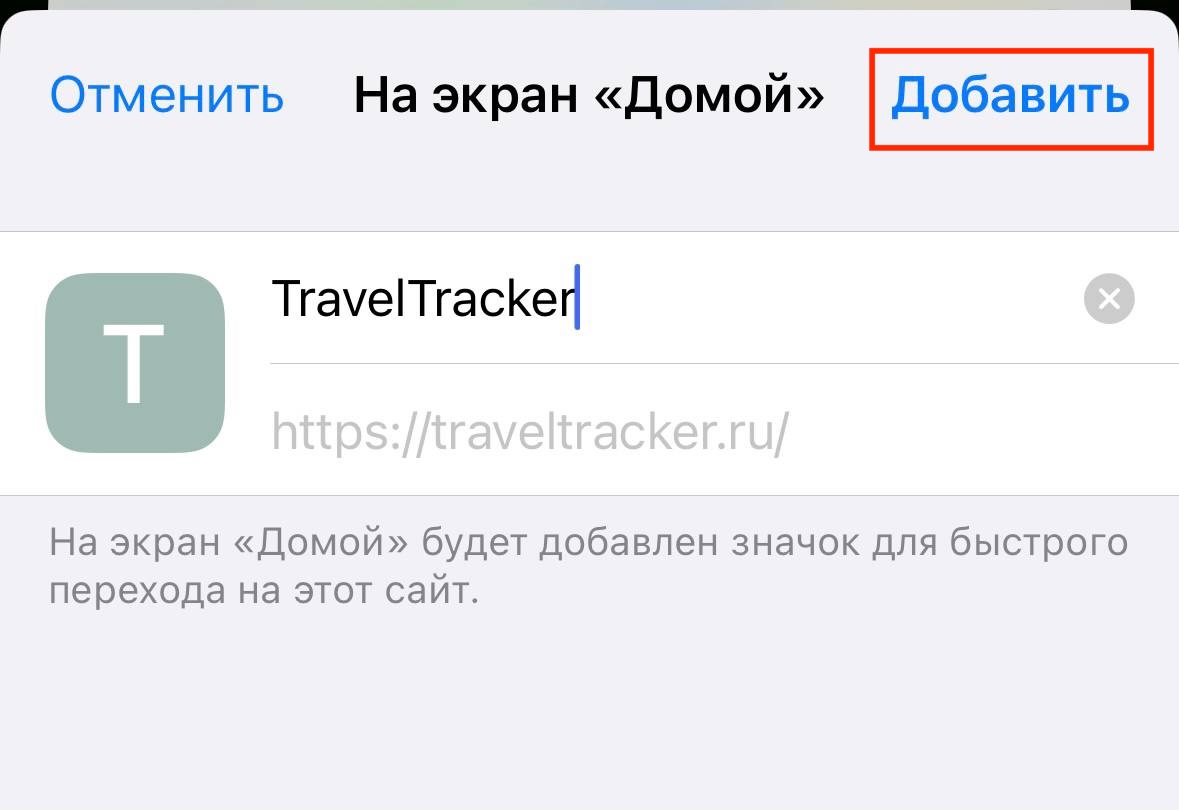 Отменить На экран «Домой» Добавить
TravelTracker
T
https://traveltracker.ru/
На экран «Домой» будет добавлен значок для быстрого
перехода на этот сайт.